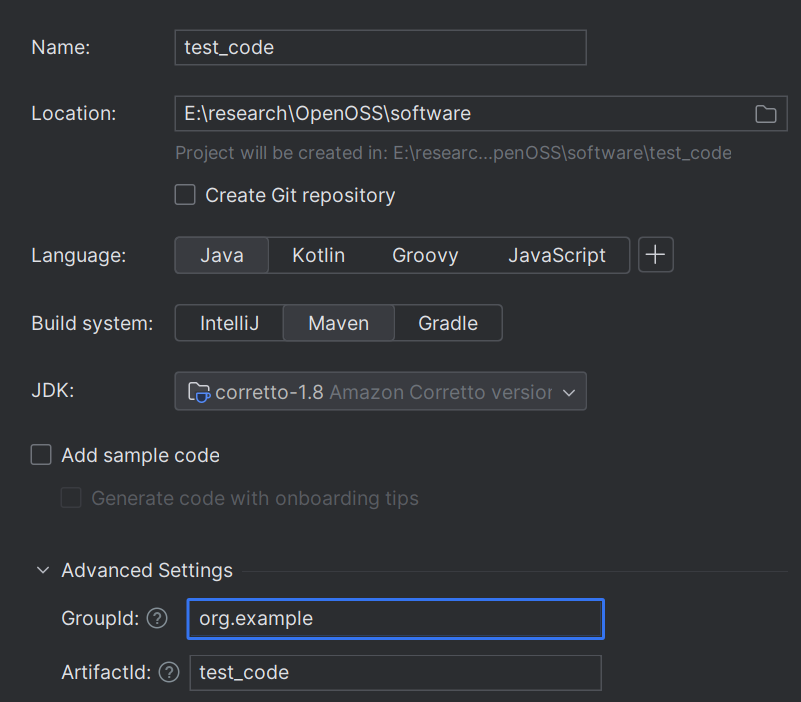 Name: test_code
Location: E:\research\OpenOSS\software
Project will be created in: E:\researc...penOSS\software\test_code
Create Git repository
Language: Java Kotlin Groovy JavaScript +
Build system: IntelliJ Maven Gradle
JDK: corretto-1.8 Amazon Corretto version
Add sample code
Generate code with onboarding tips
Advanced Settings
GroupId: ? org.example
ArtifactId: ? test_code